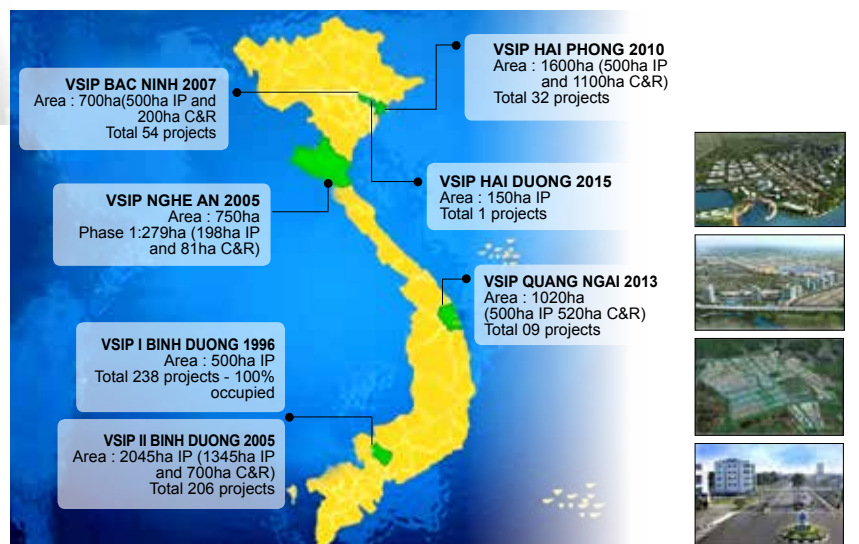 VSIP HAI PHONG 2010
Area : 1600ha (500ha IP
and 1100ha C&R)
Total 32 projects
VSIP BAC NINH 2007
Area : 700ha(500ha IP and
200ha C&R
Total 54 projects
VSIP HAI DUONG 2015
Area : 150ha IP
Total 1 projects
VSIP NGHE AN 2005
Area : 750ha
Phase 1:279ha (198ha IP
and 81ha C&R)
VSIP QUANG NGAI 2013
Area : 1020ha
(500ha IP 520ha C&R)
Total 09 projects
VSIP I BINH DUONG 1996
Area : 500ha IP
Total 238 projects - 100%
occupied
VSIP II BINH DUONG 2005
Area : 2045ha IP (1345ha IP
and 700ha C&R)
Total 206 projects